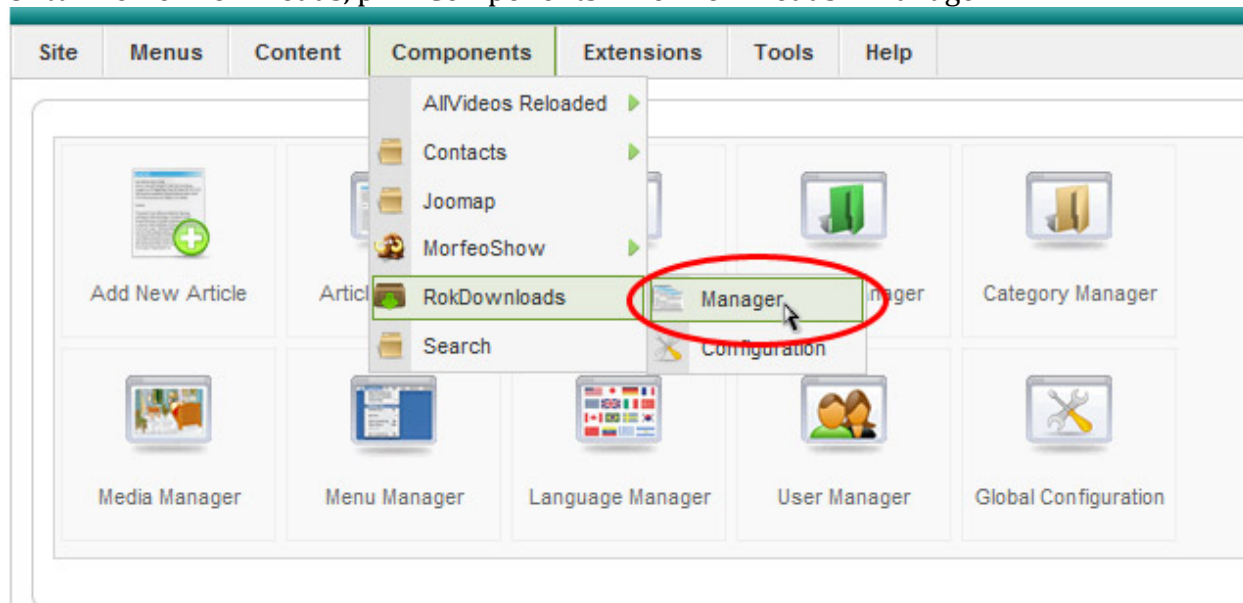 Site Menus Content Components Extensions Tools Help
AllVideos Reloaded
Contacts
Joomap
MorfeoShow
RokDownloads Manager
Search Configuration
Add New Article Category Manager
Media Manager Menu Manager Language Manager User Manager Global Configuration